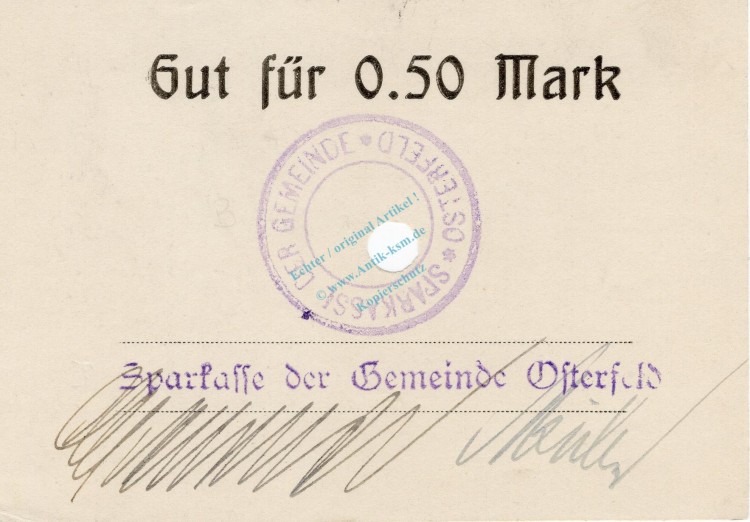 Gut für 0.50 Mark
SPARKASSE DER GEMEINDE * OSTERFELD *
Echter / original Artikel !
© www.Antik-ksm.de
Kopierschutz
Sparkasse der Gemeinde Osterfeld